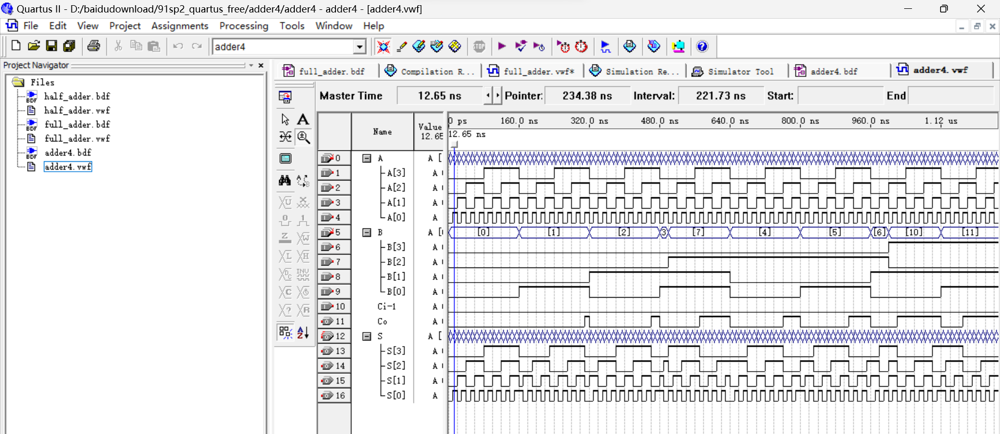 Quartus II - D:/baidudownload/91sp2_quartus_free/adder4/adder4 - adder4 - [adder4.vwf]
File Edit View Project Assignments Processing Tools Window Help
adder4
STOP
Project Navigator
full_adder.bdf
Compilation R...
full_adder.vwf*
Simulation Re...
Simulator Tool
adder4.bdf
adder4.vwf
Files
half_adder.bdf
half_adder.vwf
full_adder.bdf
full_adder.vwf
adder4.bdf
adder4.vwf
Master Time 12.65 ns Pointer: 234.38 ns Interval: 221.73 ns Start: End
Name
Value
12.65
0 ps 160.0 ns 320.0 ns 480.0 ns 640.0 ns 800.0 ns 960.0 ns 1.12 us
12.65 ns
0 A A [
1 A[3] A
2 A[2] A
3 A[1] A
4 A[0] A
5 B A [ [0] [1] [2] 3 [7] [4] [5] [6] [10] [11]
6 B[3] A
7 B[2] A
8 B[1] A
9 B[0] A
10 Ci-1 A
11 Co A
12 S A [
13 S[3] A
14 S[2] A
15 S[1] A
16 S[0] A